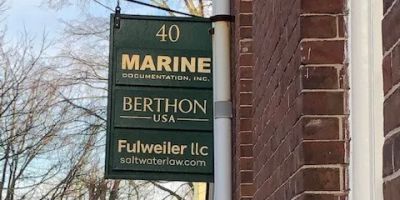 40
MARINE
DOCUMENTATION, INC.
BERTHON
USA
Fulweiler llc
saltwaterlaw.com